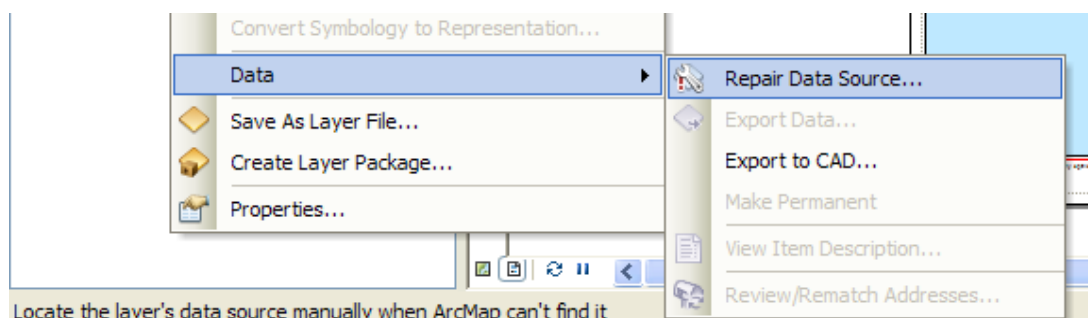 Convert Symbology to Representation...
Data
Save As Layer File...
Create Layer Package...
Properties...
Repair Data Source...
Export Data...
Export to CAD...
Make Permanent
View Item Description...
Review/Rematch Addresses...
Locate the layer's data source manually when ArcMap can't find it